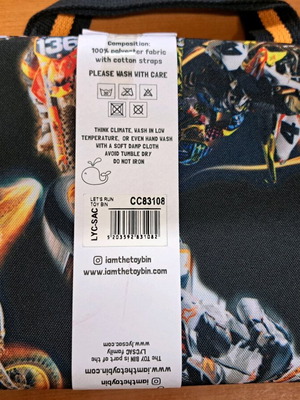 136
Composition:
100% polyester fabric
with cotton straps
PLEASE WASH WITH CARE
THINK CLIMATE, WASH IN LOW
TEMPERATURE, OR EVEN HAND WASH
WITH A SOFT DAMP CLOTH
AVOID TUMBLE DRY
DO NOT IRON
LET'S RUN
TOY BIN
CC83108
LYC-SAC
5203592831082
iamthetoybin
www.iamthetoybin.com
The TOY BIN is part of the
LYCSAC family
www.lycsac.com
iamthetoybin
www.iamthetoybin.com
4